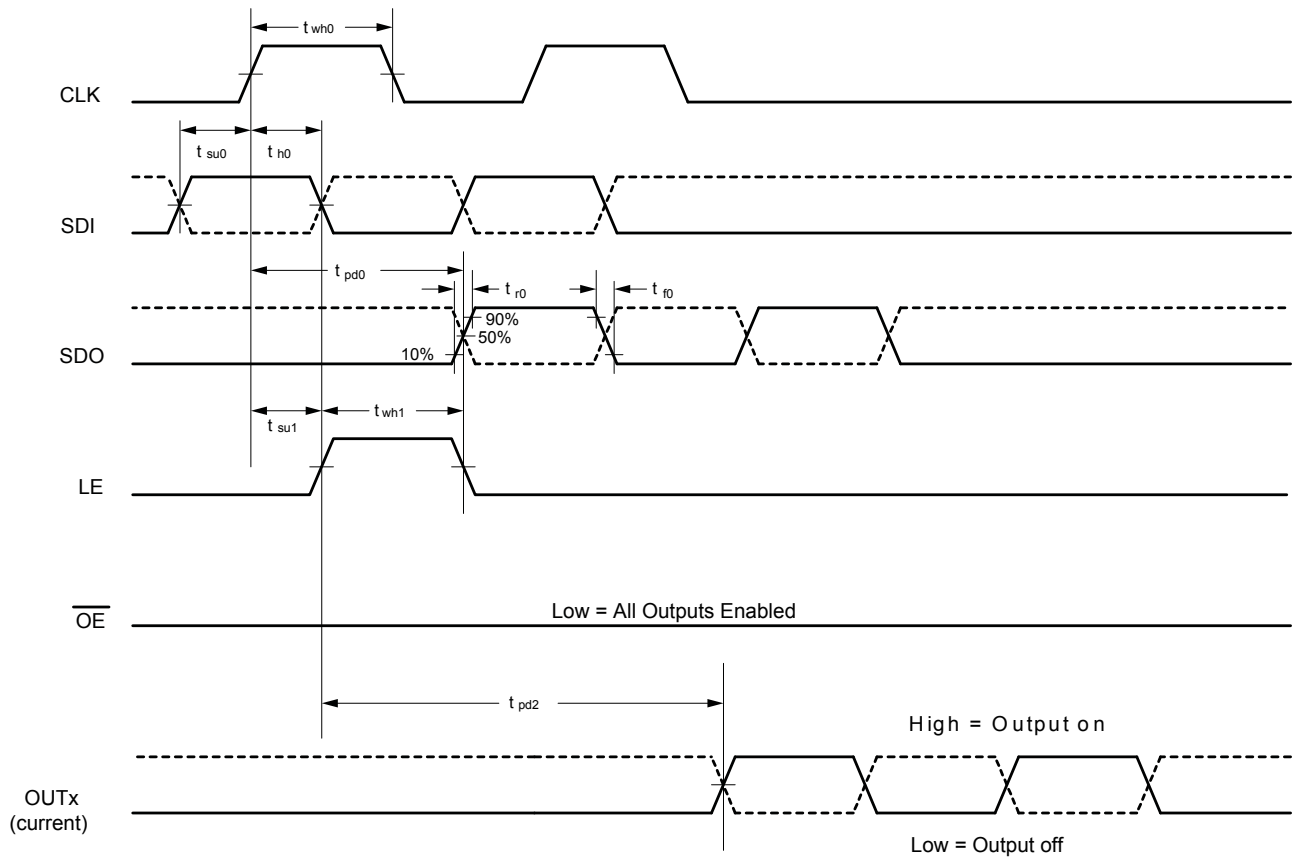 t wh0
CLK
t su0
t h0
SDI
t pd0
t r0
t f0
90%
50%
10%
SDO
t su1
t wh1
LE
OE
Low = All Outputs Enabled
t pd2
High = Output on
OUTx
(current)
Low = Output off